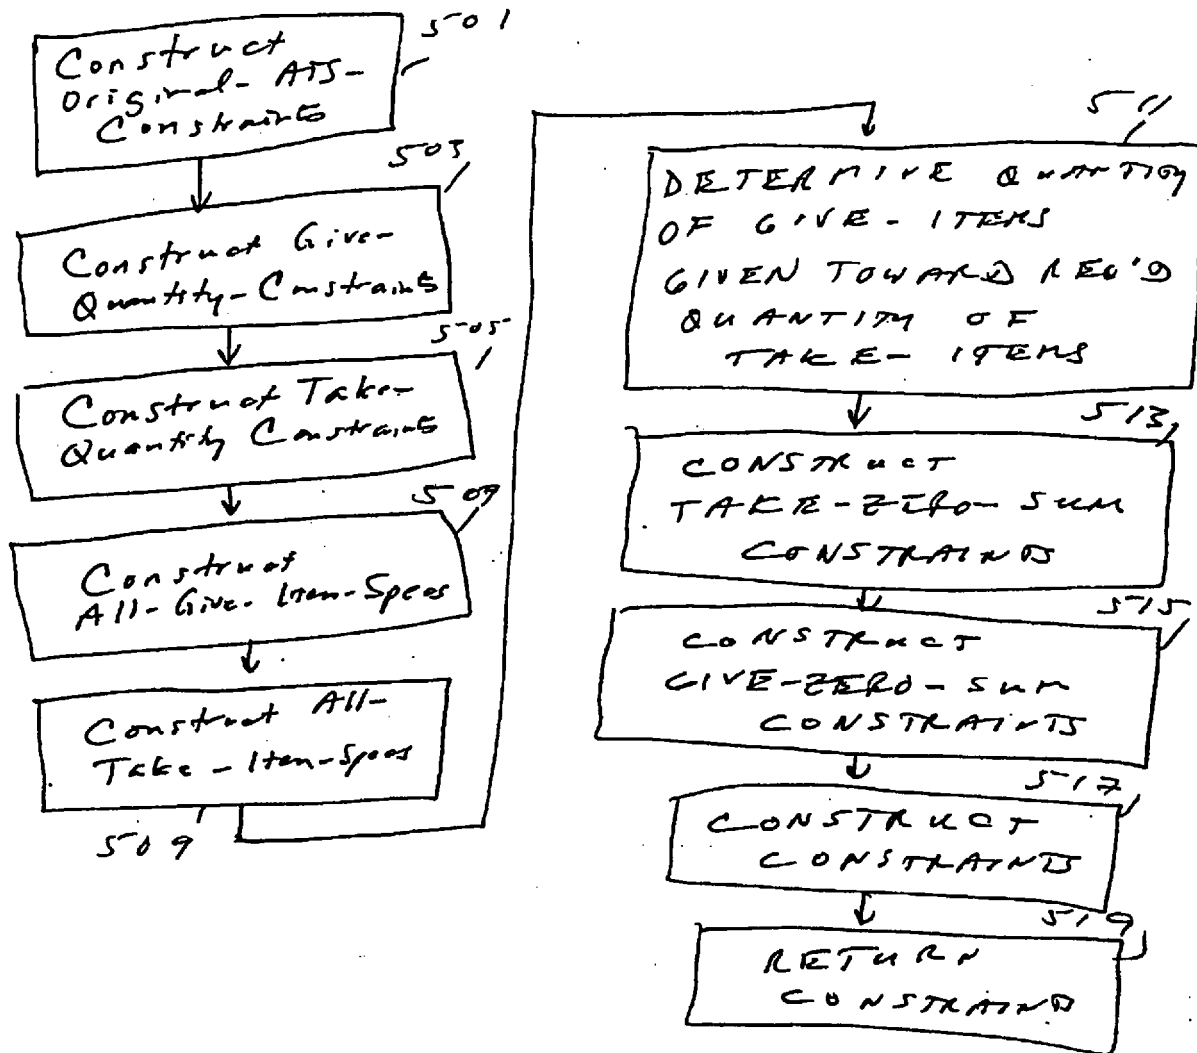 501
Construct
Original-ATS-
Constraints
503
Construct Give-
Quantity-Constraints
505
Construct Take-
Quantity Constraints
507
Construct
All-Give-Item-Specs
Construct All-
Take-Item-Specs
509
511
DETERMINE QUANTITY
OF GIVE-ITEMS
GIVEN TOWARD REQ'D
QUANTITY OF
TAKE-ITEMS
513
CONSTRUCT
TAKE-ZERO-SUM
CONSTRAINTS
515
CONSTRUCT
GIVE-ZERO-SUM
CONSTRAINTS
517
CONSTRUCT
CONSTRAINTS
519
RETURN
CONSTRAINTS